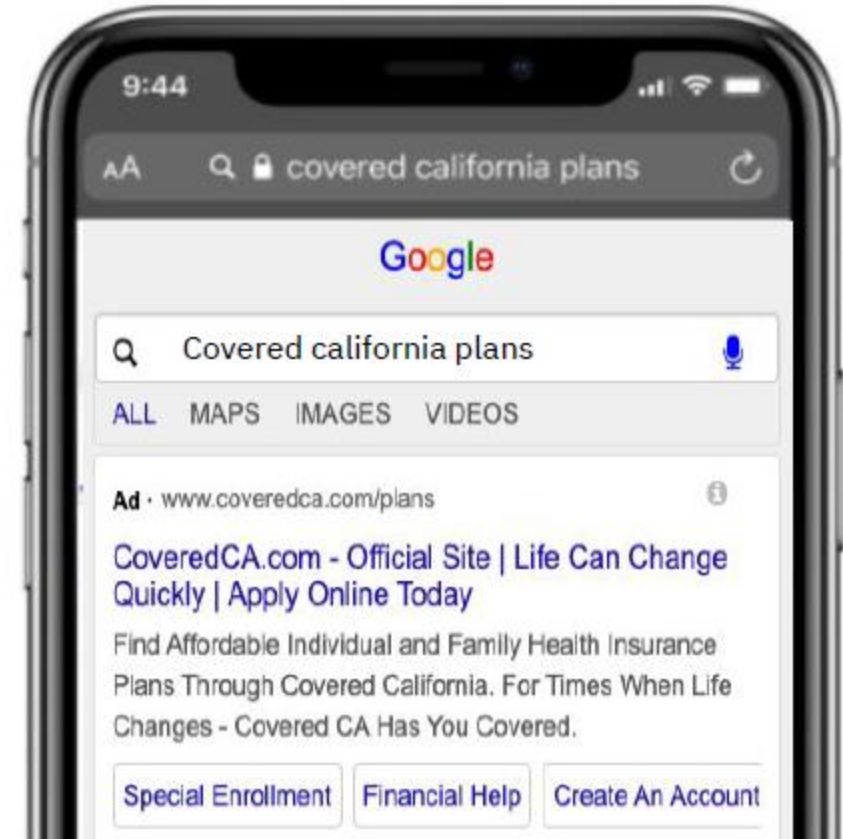 9:44
AA covered california plans
Google
Covered california plans
ALL MAPS IMAGES VIDEOS
Ad · www.coveredca.com/plans
CoveredCA.com - Official Site | Life Can Change
Quickly | Apply Online Today
Find Affordable Individual and Family Health Insurance
Plans Through Covered California. For Times When Life
Changes - Covered CA Has You Covered.
Special Enrollment Financial Help Create An Account